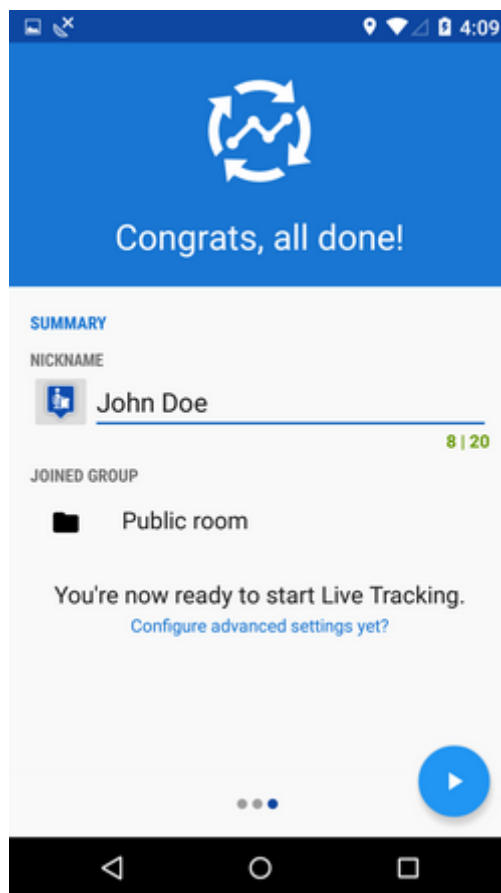 4:09
Congrats, all done!
SUMMARY
NICKNAME
John Doe
8 | 20
JOINED GROUP
Public room
You're now ready to start Live Tracking.
Configure advanced settings yet?